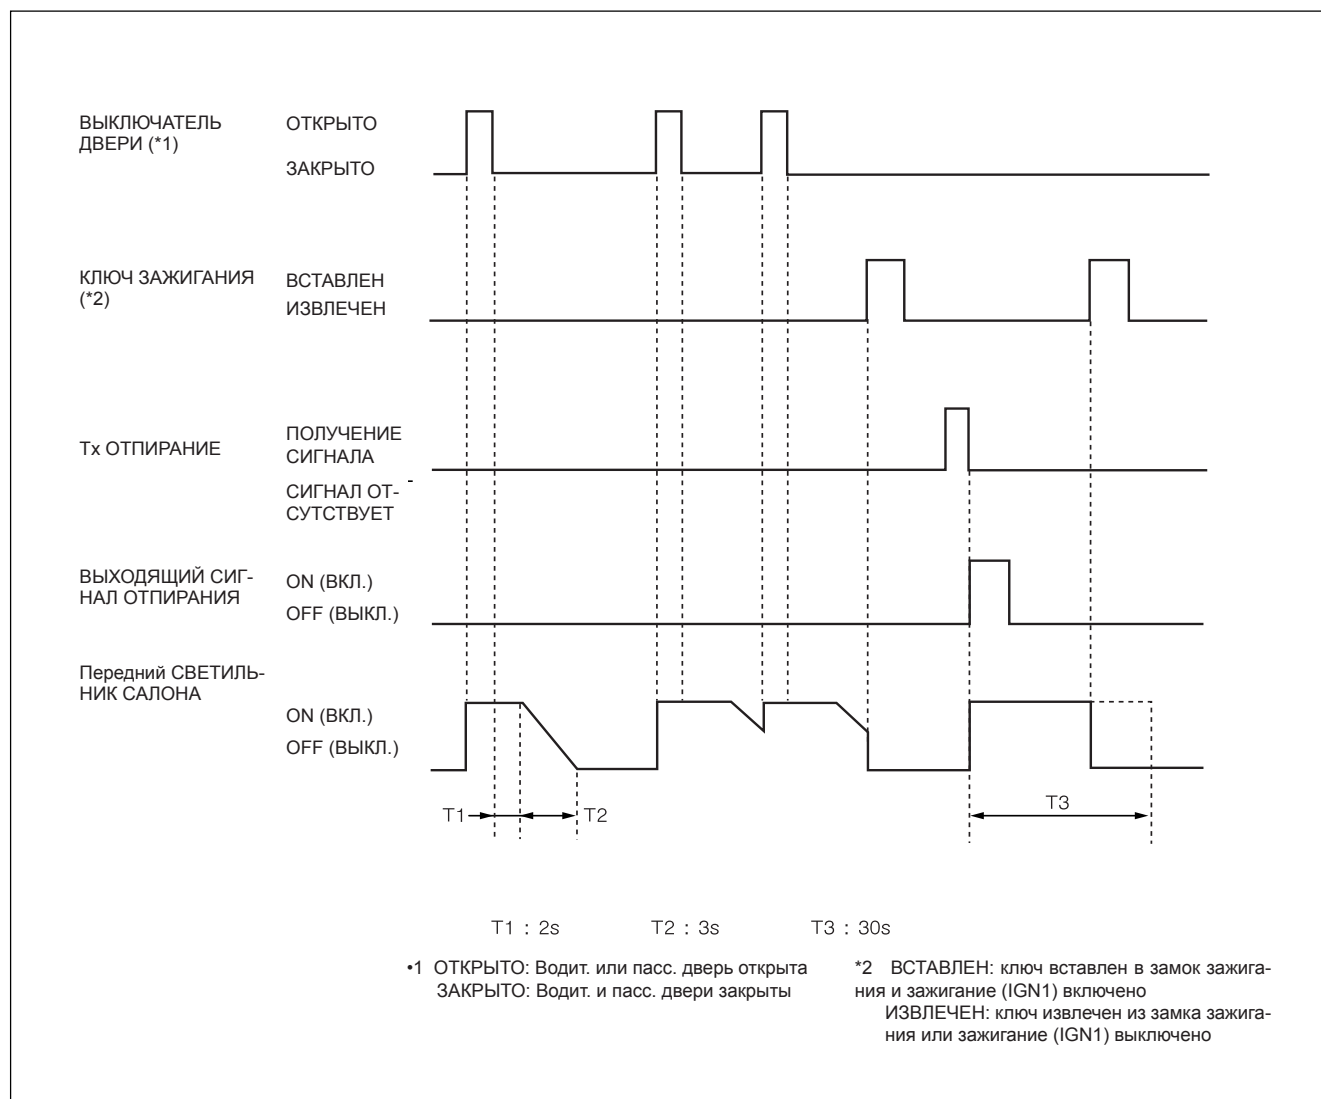 ВЫКЛЮЧАТЕЛЬ
ДВЕРИ (*1)
ОТКРЫТО
ЗАКРЫТО
КЛЮЧ ЗАЖИГАНИЯ
(*2)
ВСТАВЛЕН
ИЗВЛЕЧЕН
Тх ОТПИРАНИЕ
ПОЛУЧЕНИЕ
СИГНАЛА
СИГНАЛ ОТ-
СУТСТВУЕТ
ВЫХОДЯЩИЙ СИГ-
НАЛ ОТПИРАНИЯ
ON (ВКЛ.)
OFF (ВЫКЛ.)
Передний СВЕТИЛЬ-
НИК САЛОНА
ON (ВКЛ.)
OFF (ВЫКЛ.)
T1
T2
T3
T1 : 2s
T2 : 3s
T3 : 30s
•1 ОТКРЫТО: Водит. или пасс. дверь открыта
ЗАКРЫТО: Водит. и пасс. двери закрыты
*2 ВСТАВЛЕН: ключ вставлен в замок зажига-
ния и зажигание (IGN1) включено
ИЗВЛЕЧЕН: ключ извлечен из замка зажига-
ния или зажигание (IGN1) выключено